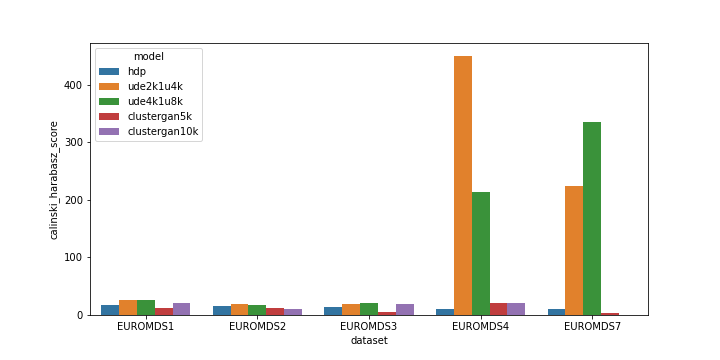 model
hdp
ude2k1u4k
ude4k1u8k
clustergan5k
clustergan10k
calinski_harabasz_score
400
300
200
100
0
EUROMDS1 EUROMDS2 EUROMDS3 EUROMDS4 EUROMDS7
dataset